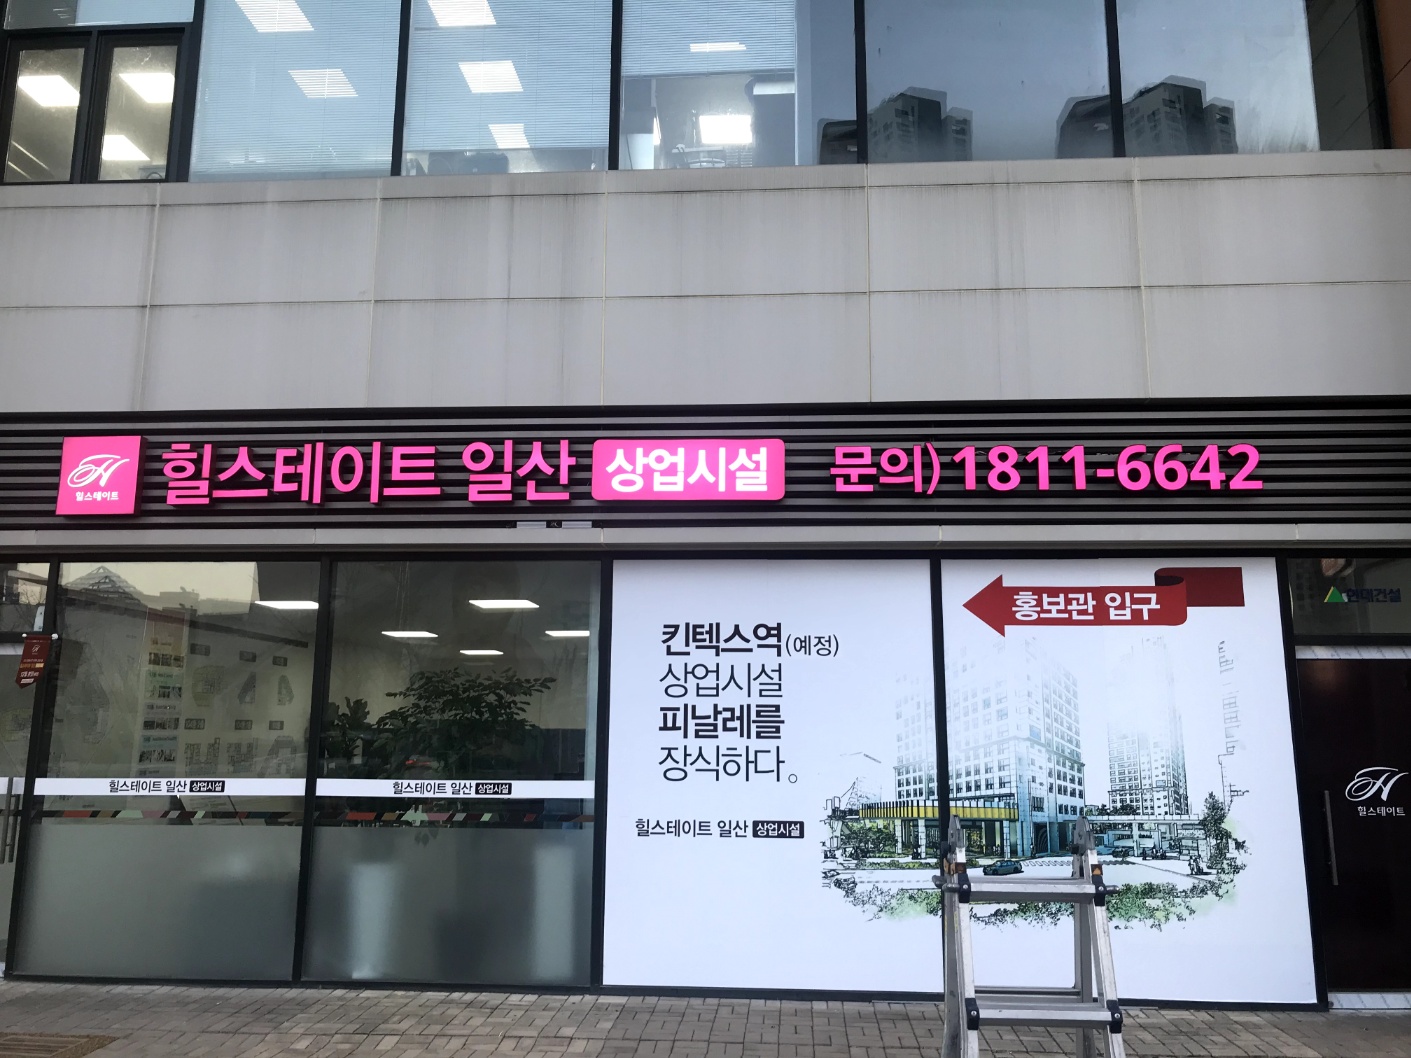 힐스테이트
힐스테이트 일산 상업시설 문의) 1811-6642
홍보관 입구
현대건설
킨텍스역(예정)
상업시설
피날레를
장식하다。
힐스테이트 일산 상업시설
힐스테이트 일산 상업시설
힐스테이트 일산 상업시설
힐스테이트